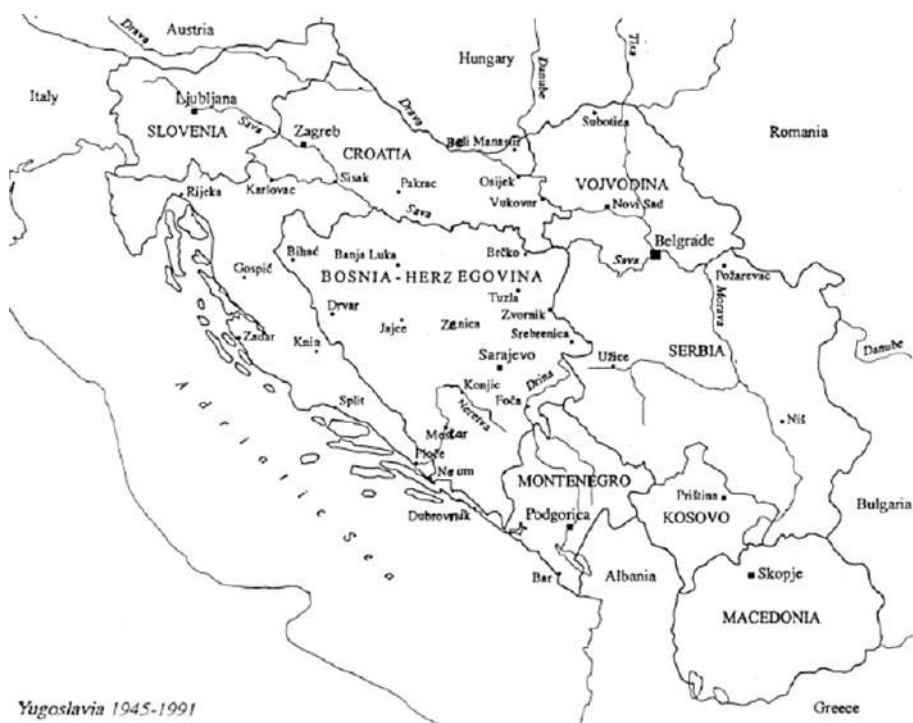 Drava
Austria
Hungary
Danube
Tisa
Italy
Ljubljana
SLOVENIA
Sava
Zagreb
CROATIA
Drava
Beli Manastir
Subotica
Romania
Rijeka
Karlovac
Sisak
Pakrac
Osijek
Vukovar
VOJVODINA
Novi Sad
Sava
Bihać
Banja Luka
Brčko
Belgrade
Sava
Požarevac
Gospić
BOSNIA-HERZEGOVINA
Tuzla
Zvornik
Morava
Drvar
Jajce
Zenica
Srebrenica
Zadar
Knin
Sarajevo
Užice
SERBIA
Danube
Konjic
Drina
Foča
Split
Neretva
Niš
Mostar
Ploče
Neum
MONTENEGRO
Priština
KOSOVO
Bulgaria
Dubrovnik
Podgorica
Adriatic Sea
Bar
Albania
Skopje
MACEDONIA
Yugoslavia 1945-1991
Greece